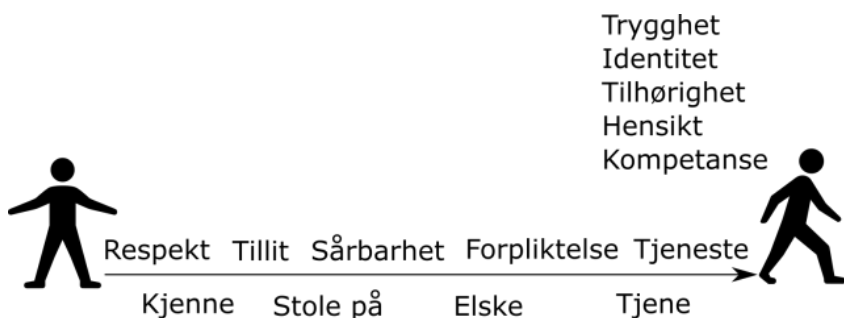 Trygghet
Identitet
Tilhørighet
Hensikt
Kompetanse
Respekt Tillit Sårbarhet Forpliktelse Tjeneste
Kjenne Stole på Elske Tjene